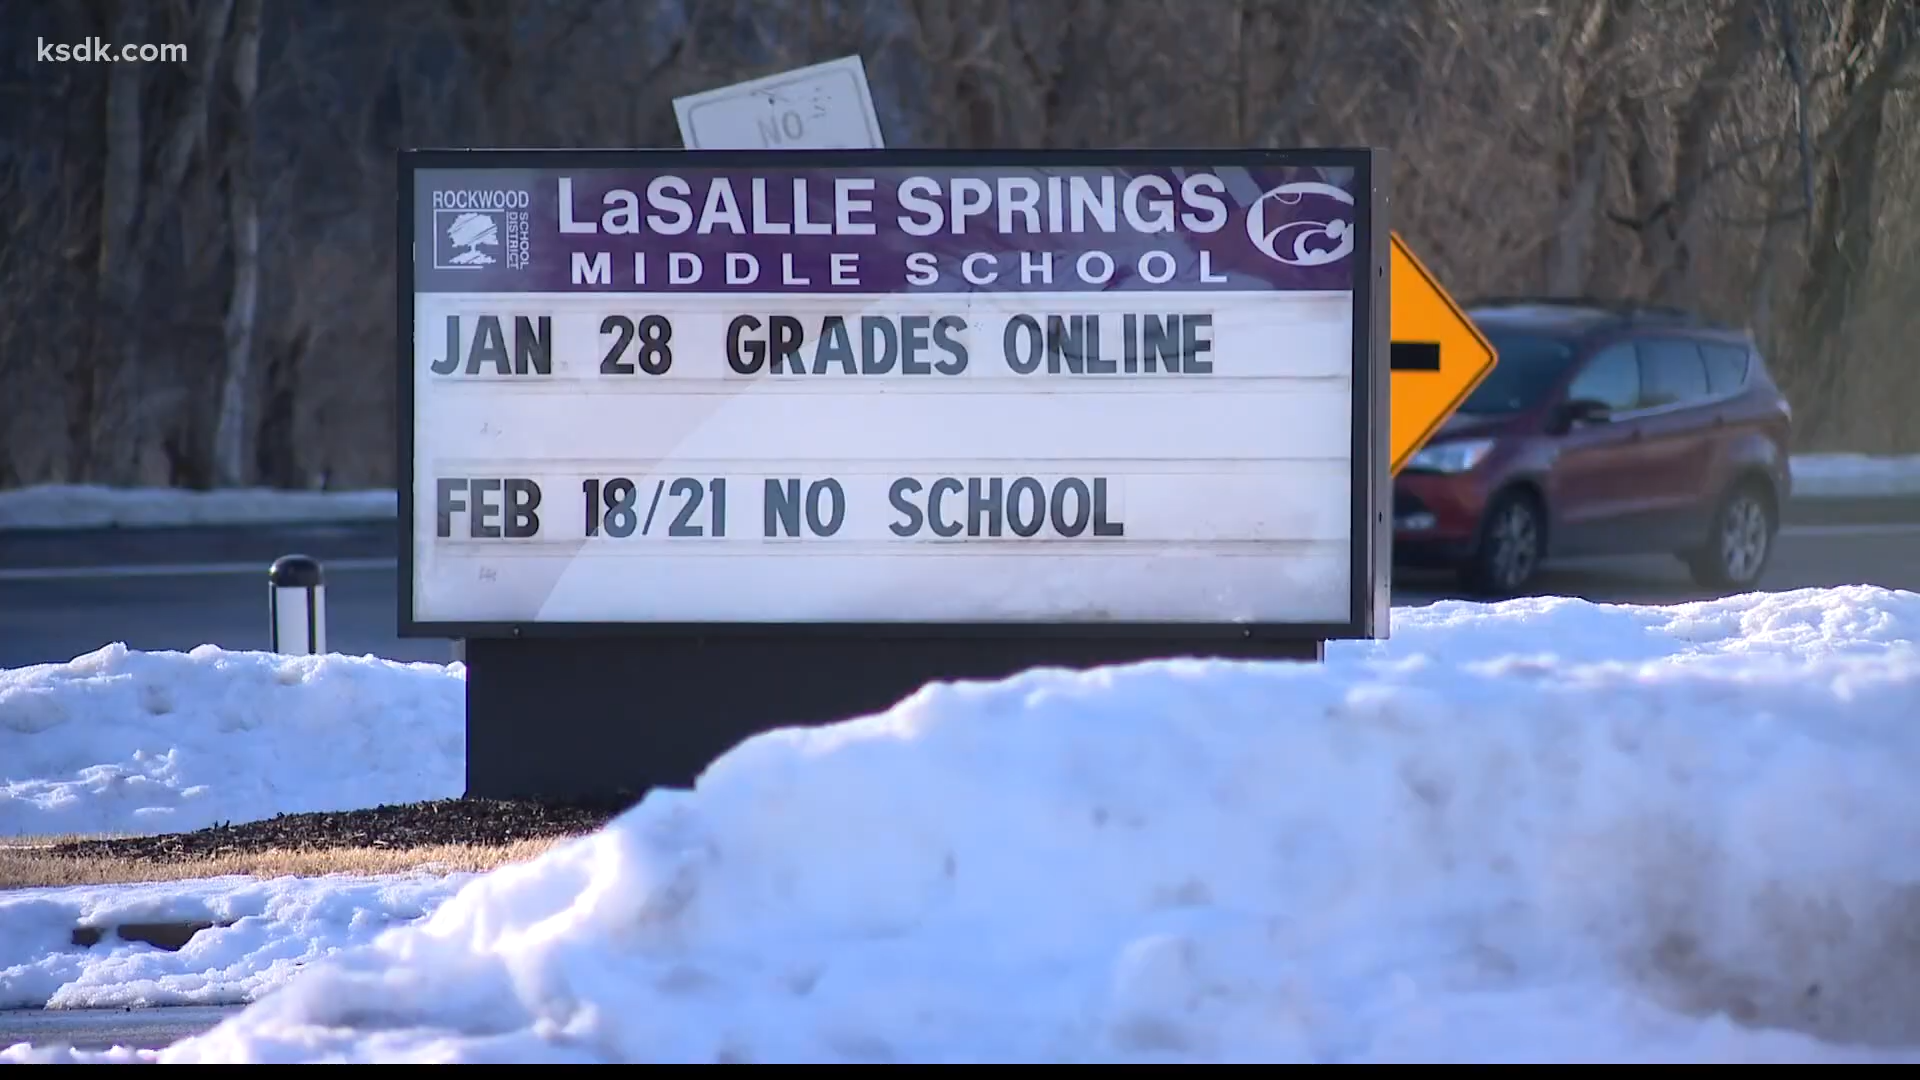 ksdk.com
NO
ROCKWOOD
SCHOOL
DISTRICT
LaSALLE SPRINGS
MIDDLE SCHOOL
JAN 28 GRADES ONLINE
FEB 18/21 NO SCHOOL